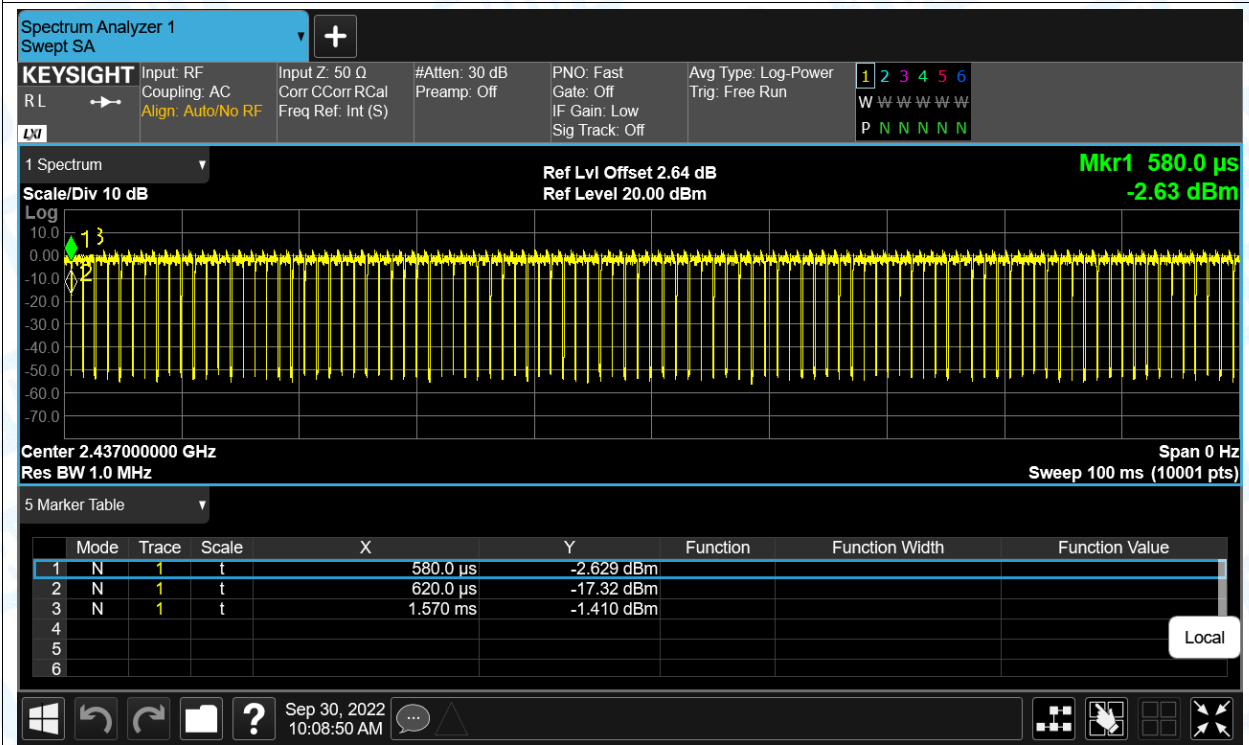 Spectrum Analyzer 1
Swept SA
KEYSIGHT
R L
LXI
Input: RF
Coupling: AC
Align: Auto/No RF
Input Z: 50 Ω
Corr CCorr RCal
Freq Ref: Int (S)
#Atten: 30 dB
Preamp: Off
PNO: Fast
Gate: Off
IF Gain: Low
Sig Track: Off
Avg Type: Log-Power
Trig: Free Run
1 2 3 4 5 6
W W W W W W
P N N N N N
1 Spectrum
Scale/Div 10 dB
Ref Lvl Offset 2.64 dB
Ref Level 20.00 dBm
Mkr1 580.0 µs
-2.63 dBm
Log
10.0
0.00
-10.0
-20.0
-30.0
-40.0
-50.0
-60.0
-70.0
1 3
2
Center 2.437000000 GHz
Res BW 1.0 MHz
Span 0 Hz
Sweep 100 ms (10001 pts)
5 Marker Table
Mode Trace Scale X Y Function Function Width Function Value
1 N 1 t 580.0 µs -2.629 dBm
2 N 1 t 620.0 µs -17.32 dBm
3 N 1 t 1.570 ms -1.410 dBm
4
5
6
Local
?
Sep 30, 2022
10:08:50 AM